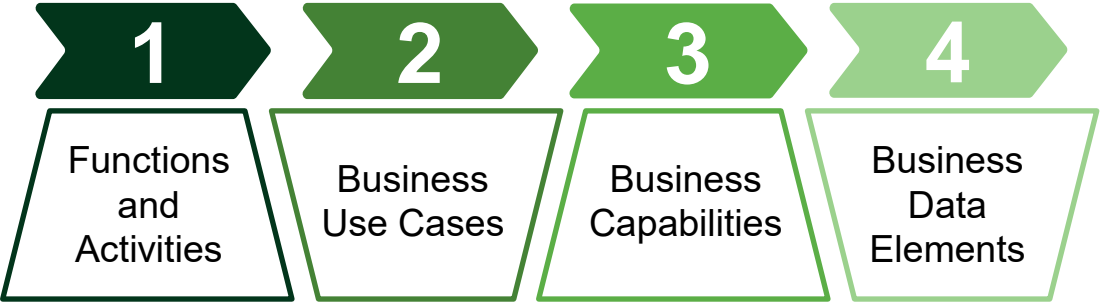 1
2
3
4
Functions
and
Activities
Business
Use Cases
Business
Capabilities
Business
Data
Elements